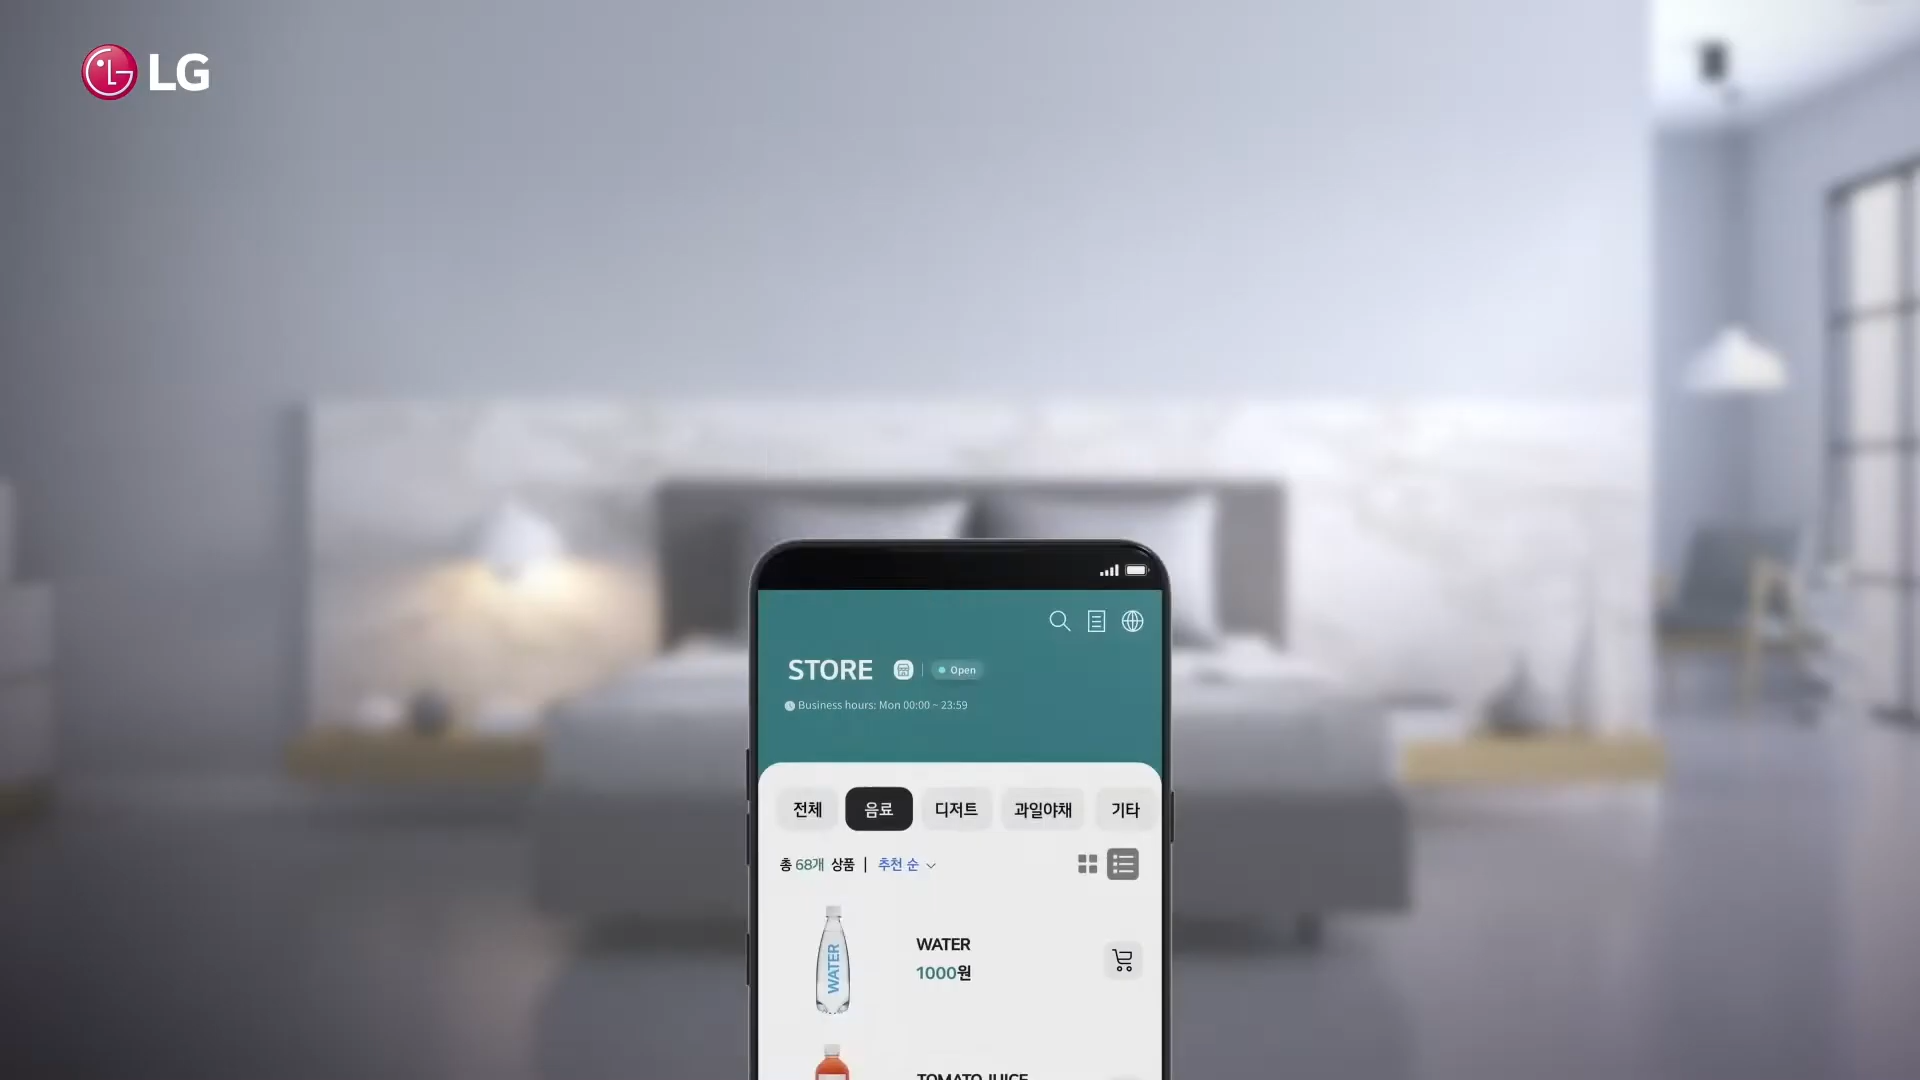 LG
STORE
Open
Business hours: Mon 00:00 ~ 23:59
전체 음료 디저트 과일야채 기타
총 68개 상품 | 추천 순
WATER
WATER
1000원
TOMATO JUICE